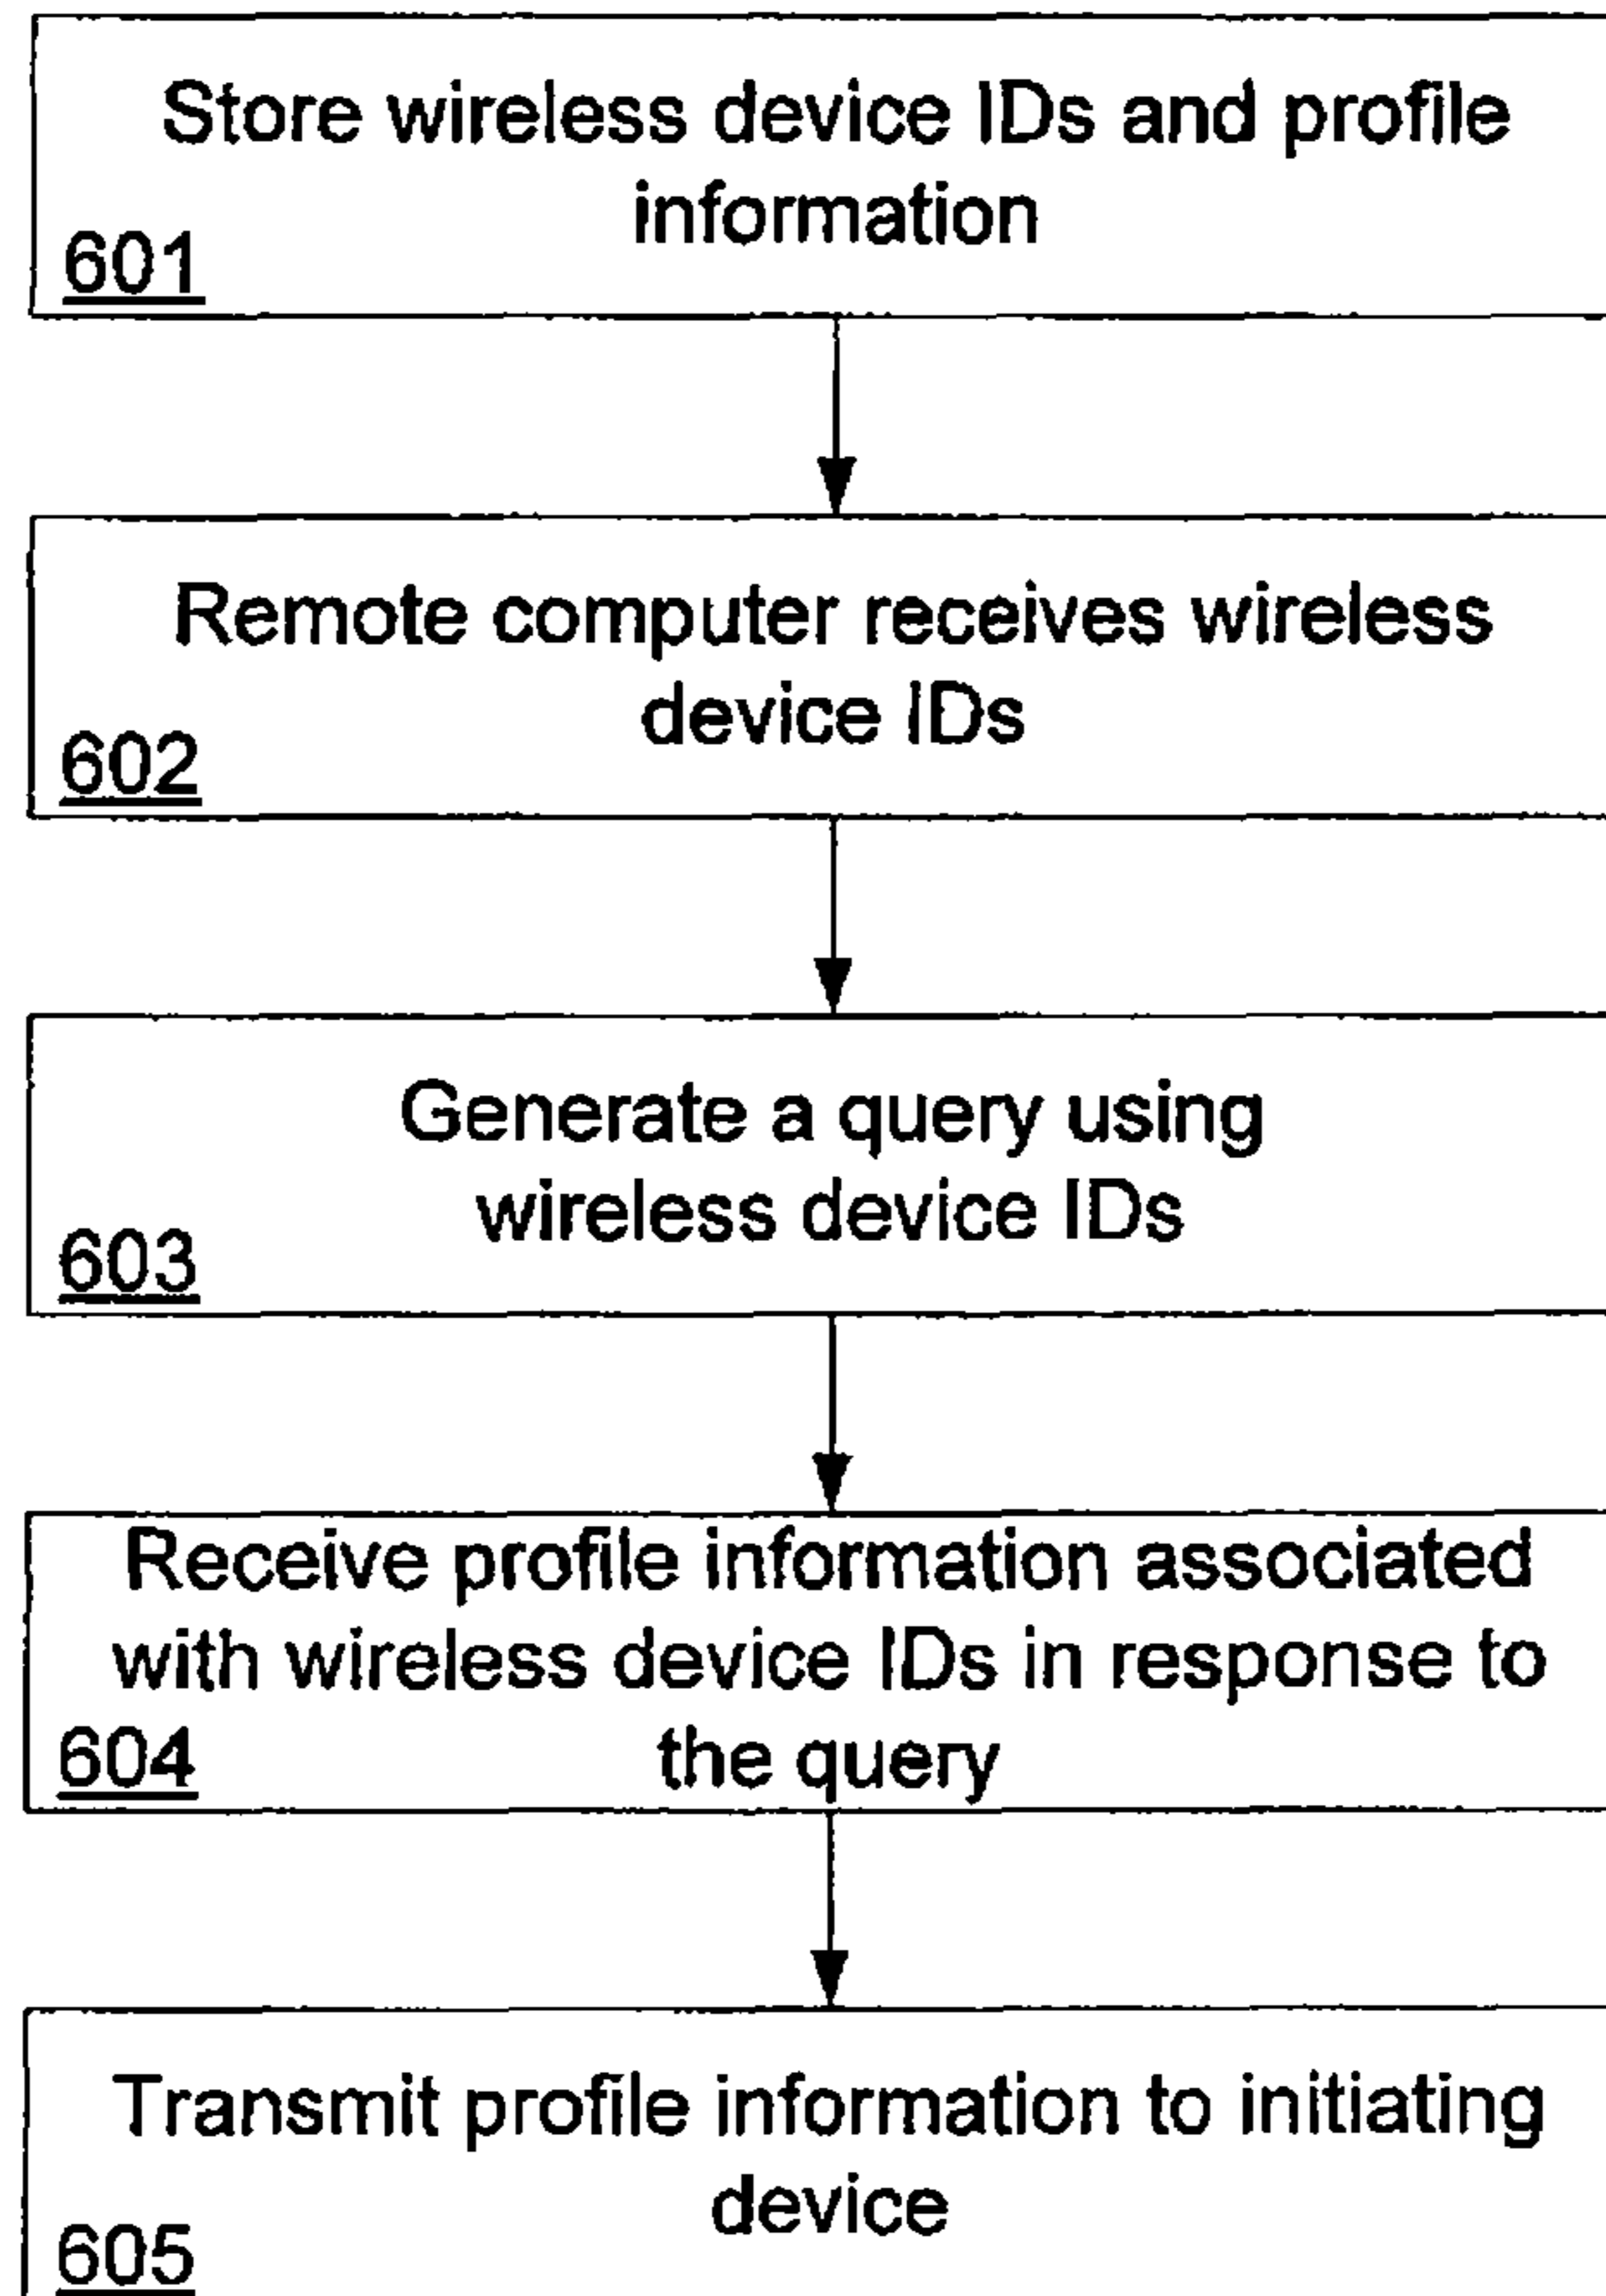 Store wireless device IDs and profile
information
601
Remote computer receives wireless
device IDs
602
Generate a query using
wireless device IDs
603
Receive profile information associated
with wireless device IDs in response to
the query
604
Transmit profile information to initiating
device
605